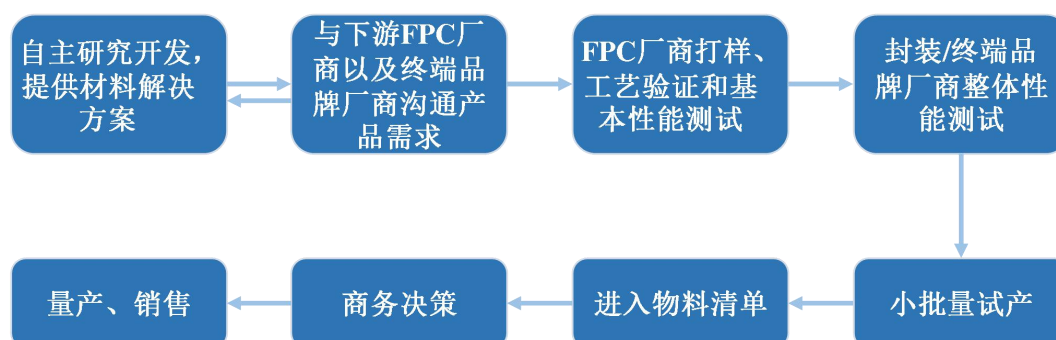 自主研究开发，
提供材料解决
方案
与下游FPC厂
商以及终端品
牌厂商沟通产
品需求
FPC厂商打样、
工艺验证和基
本性能测试
封装/终端品
牌厂商整体性
能测试
量产、销售
商务决策
进入物料清单
小批量试产